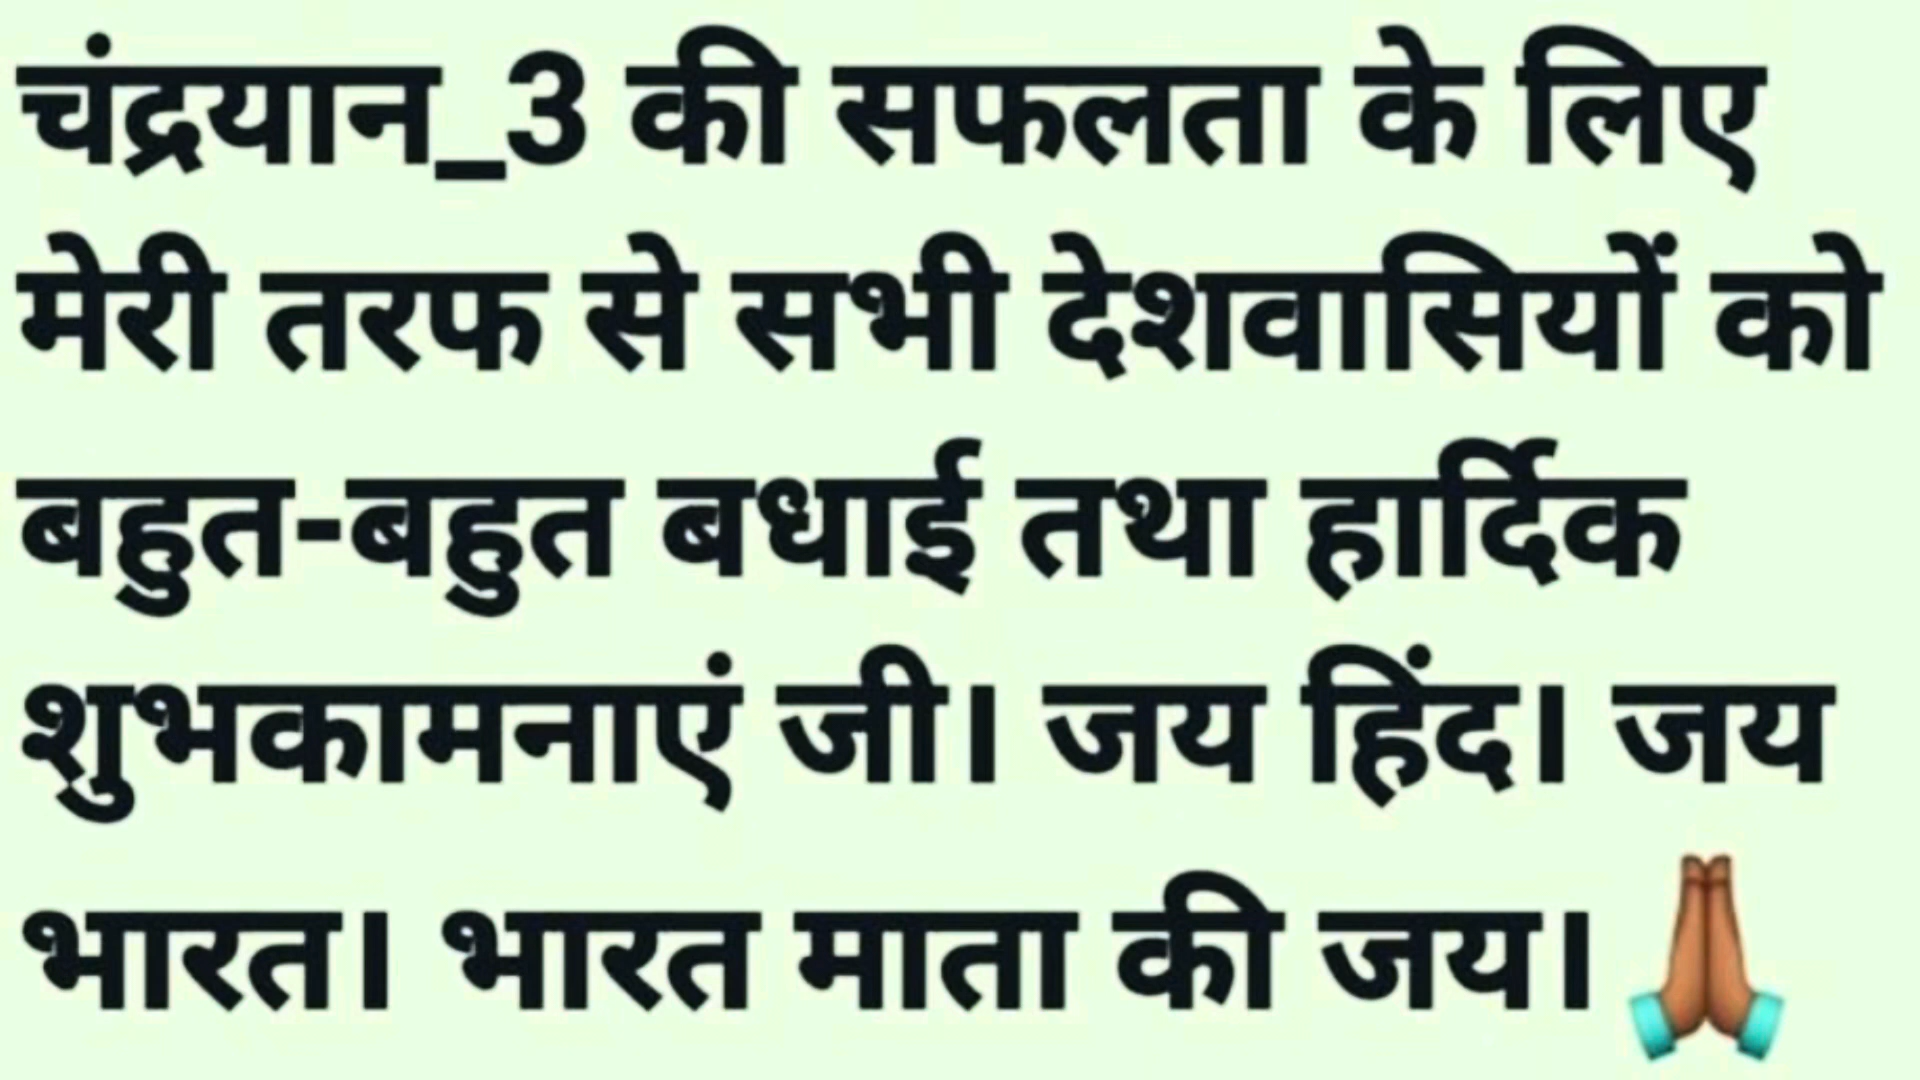 चंद्रयान_3 की सफलता के लिए
मेरी तरफ से सभी देशवासियों को
बहुत-बहुत बधाई तथा हार्दिक
शुभकामनाएं जी। जय हिंद। जय
भारत। भारत माता की जय।🙏🏾